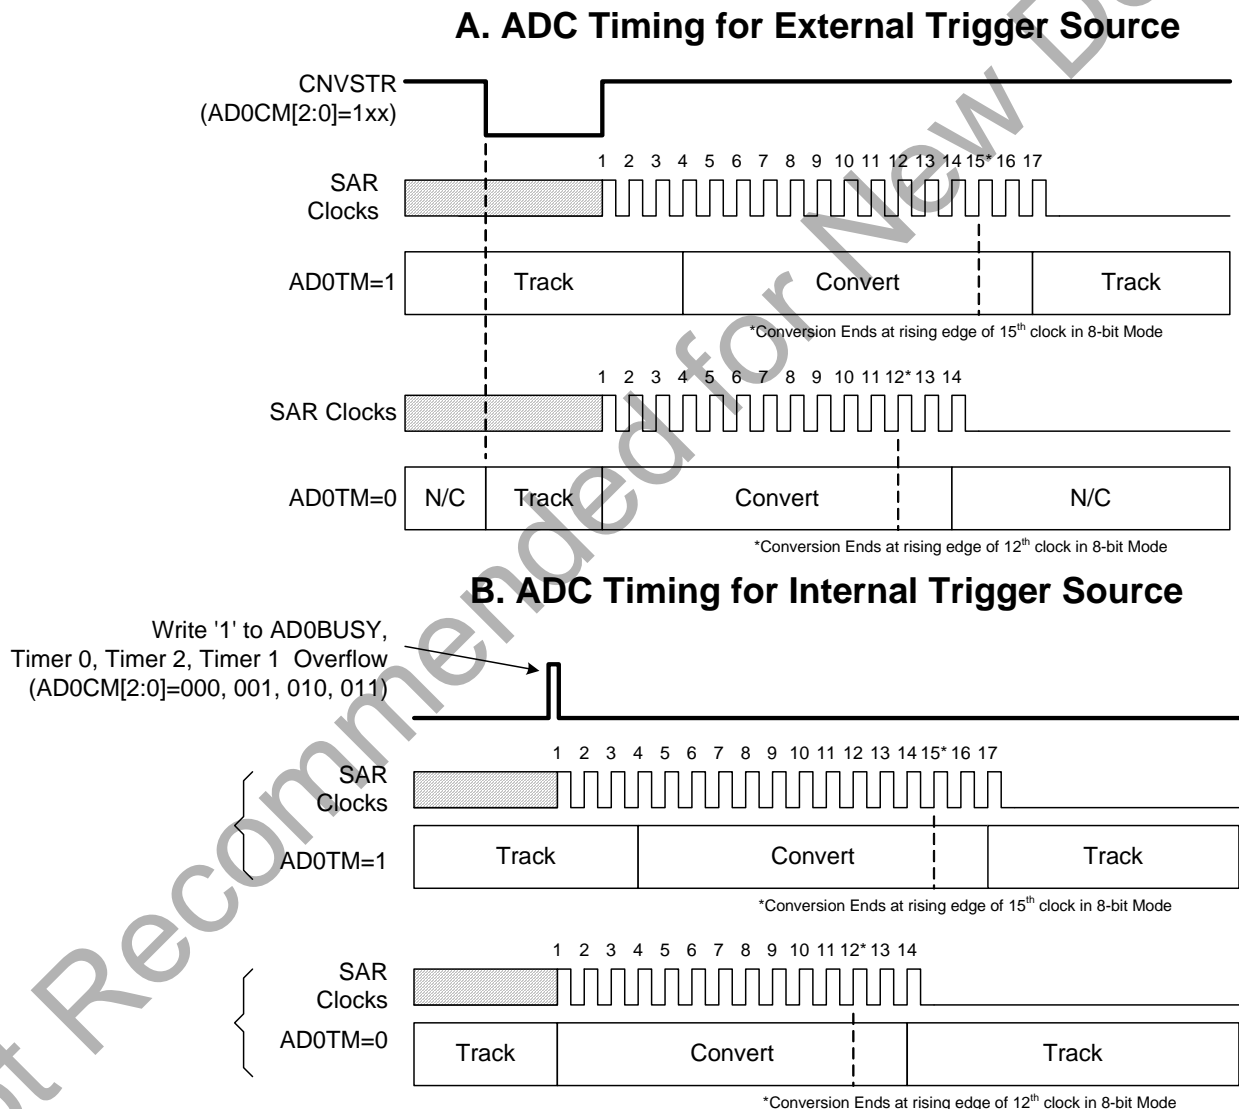 A. ADC Timing for External Trigger Source
CNVSTR
(AD0CM[2:0]=1xx)
1 2 3 4 5 6 7 8 9 10 11 12 13 14 15* 16 17
SAR
Clocks
AD0TM=1 Track Convert Track
*Conversion Ends at rising edge of 15th clock in 8-bit Mode
1 2 3 4 5 6 7 8 9 10 11 12* 13 14
SAR Clocks
AD0TM=0 N/C Track Convert N/C
*Conversion Ends at rising edge of 12th clock in 8-bit Mode
B. ADC Timing for Internal Trigger Source
Write '1' to AD0BUSY,
Timer 0, Timer 2, Timer 1 Overflow
(AD0CM[2:0]=000, 001, 010, 011)
1 2 3 4 5 6 7 8 9 10 11 12 13 14 15* 16 17
SAR
Clocks
AD0TM=1 Track Convert Track
*Conversion Ends at rising edge of 15th clock in 8-bit Mode
1 2 3 4 5 6 7 8 9 10 11 12* 13 14
SAR
Clocks
AD0TM=0 Track Convert Track
*Conversion Ends at rising edge of 12th clock in 8-bit Mode
Recommended for New